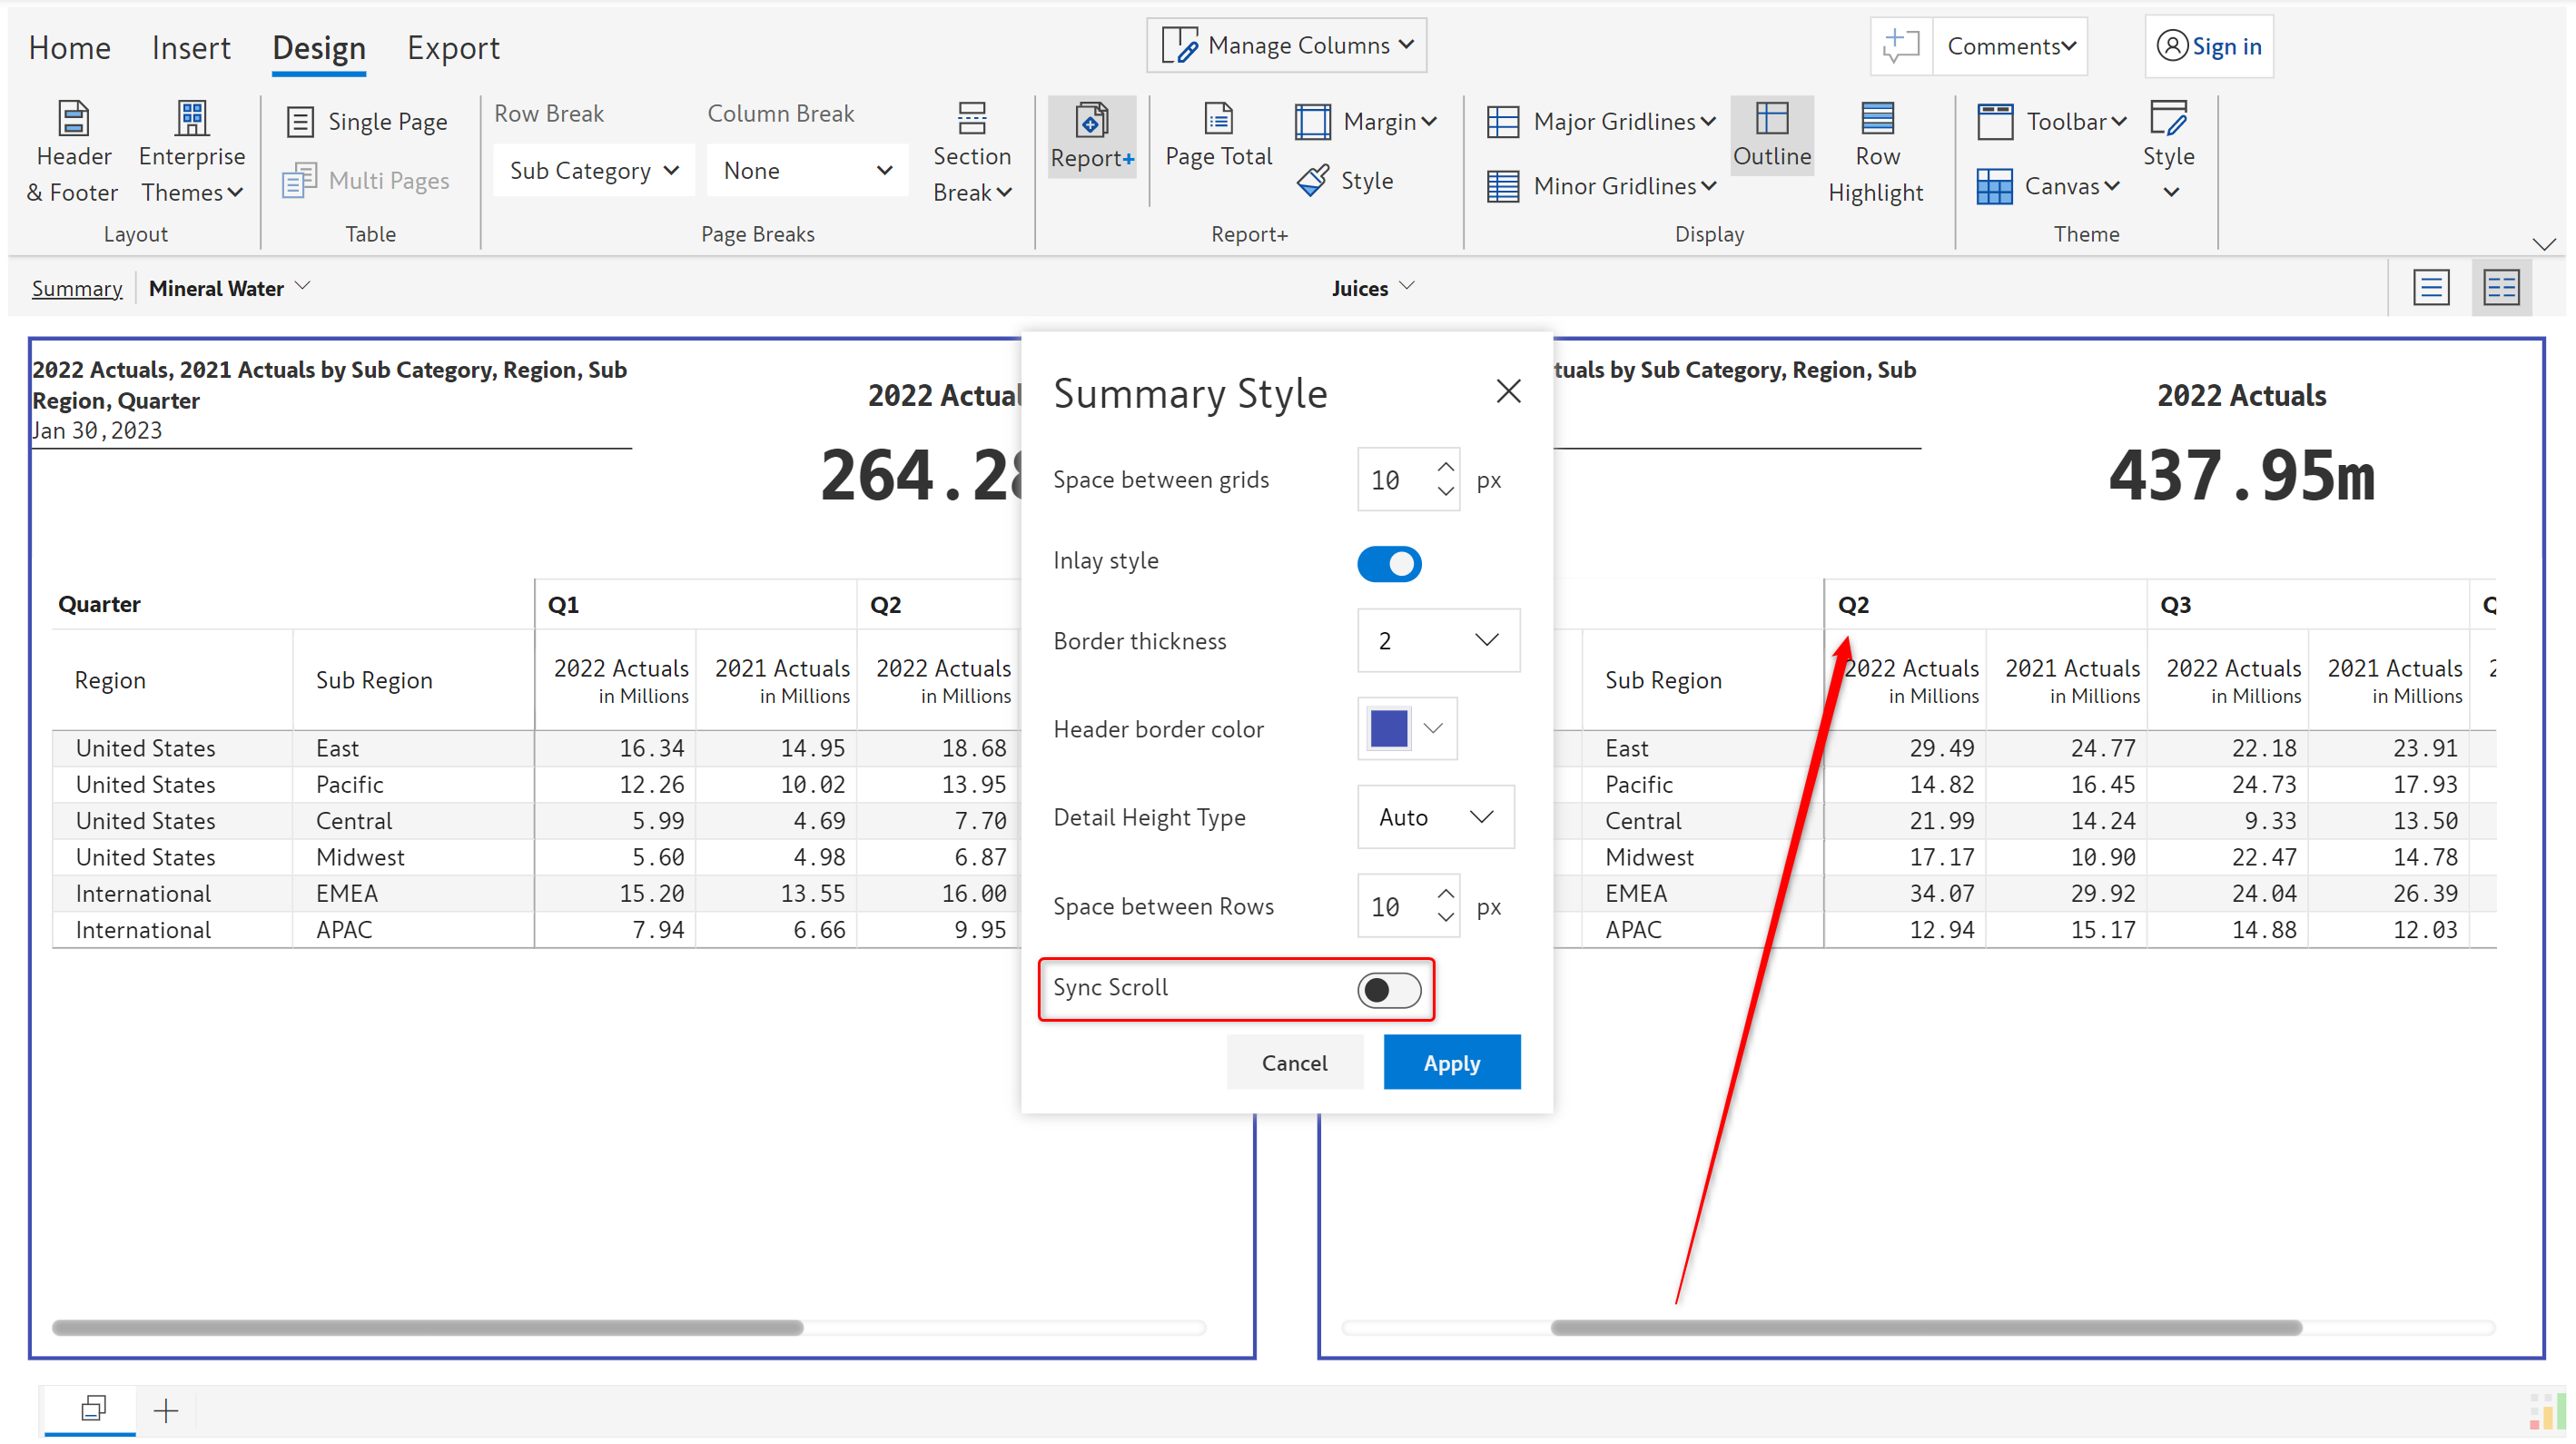 Home Insert Design Export Manage Columns Comments Sign in
Header & Footer
Enterprise Themes
Layout
Single Page
Multi Pages
Table
Row Break Column Break
Sub Category None
Section Break
Page Breaks
Report+
Page Total
Margin
Style
Report+
Major Gridlines
Minor Gridlines
Outline
Row Highlight
Display
Toolbar
Canvas
Style
Theme
Summary Mineral Water Juices
2022 Actuals, 2021 Actuals by Sub Category, Region, Sub
Region, Quarter
Jan 30,2023
2022 Actual
264.28
Quarter Q1 Q2
Region Sub Region 2022 Actuals 2021 Actuals 2022 Actuals
in Millions in Millions in Millions
United States East 16.34 14.95 18.68
United States Pacific 12.26 10.02 13.95
United States Central 5.99 4.69 7.70
United States Midwest 5.60 4.98 6.87
International EMEA 15.20 13.55 16.00
International APAC 7.94 6.66 9.95
Summary Style
Space between grids 10 px
Inlay style
Border thickness 2
Header border color
Detail Height Type Auto
Space between Rows 10 px
Sync Scroll
Cancel Apply
tuals by Sub Category, Region, Sub
2022 Actuals
437.95m
Q2 Q3
Sub Region 2022 Actuals 2021 Actuals 2022 Actuals 2021 Actuals
in Millions in Millions in Millions in Millions
East 29.49 24.77 22.18 23.91
Pacific 14.82 16.45 24.73 17.93
Central 21.99 14.24 9.33 13.50
Midwest 17.17 10.90 22.47 14.78
EMEA 34.07 29.92 24.04 26.39
APAC 12.94 15.17 14.88 12.03